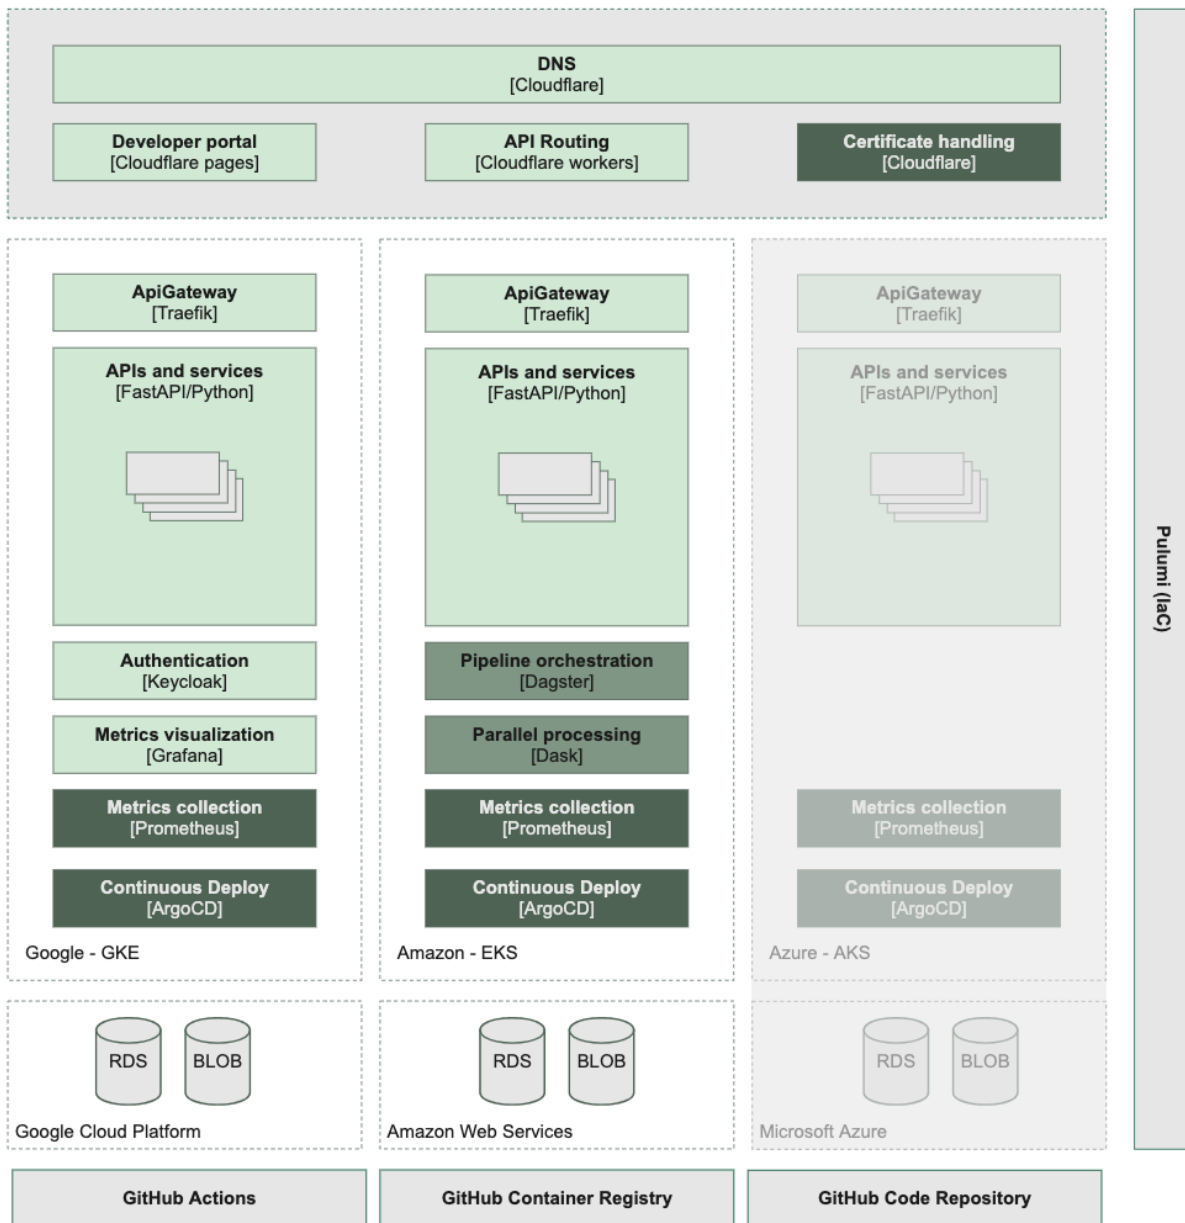 DNS
[Cloudflare]
Developer portal
[Cloudflare pages]
API Routing
[Cloudflare workers]
Certificate handling
[Cloudflare]
ApiGateway
[Traefik]
APIs and services
[FastAPI/Python]
Authentication
[Keycloak]
Metrics visualization
[Grafana]
Metrics collection
[Prometheus]
Continuous Deploy
[ArgoCD]
Google - GKE
ApiGateway
[Traefik]
APIs and services
[FastAPI/Python]
Pipeline orchestration
[Dagster]
Parallel processing
[Dask]
Metrics collection
[Prometheus]
Continuous Deploy
[ArgoCD]
Amazon - EKS
ApiGateway
[Traefik]
APIs and services
[FastAPI/Python]
Metrics collection
[Prometheus]
Continuous Deploy
[ArgoCD]
Azure - AKS
RDS
BLOB
Google Cloud Platform
RDS
BLOB
Amazon Web Services
RDS
BLOB
Microsoft Azure
Pulumi (IaC)
GitHub Actions
GitHub Container Registry
GitHub Code Repository